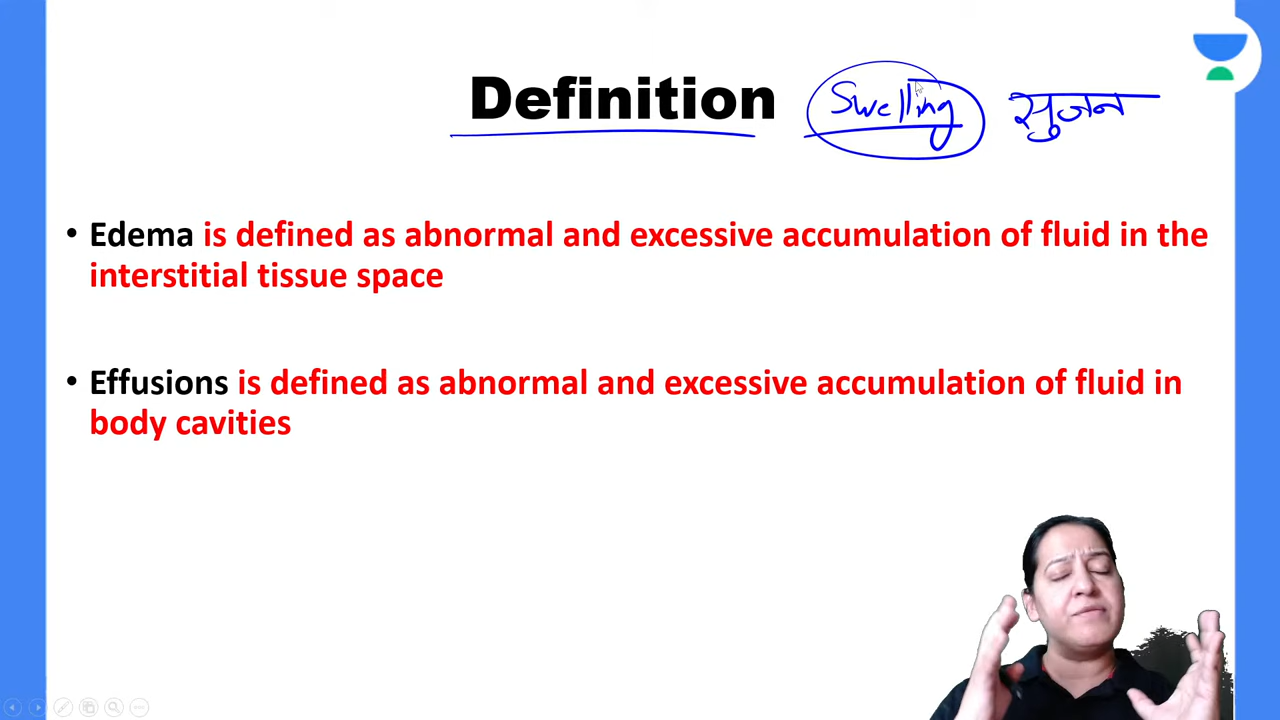 Definition Swelling सुजन
• Edema is defined as abnormal and excessive accumulation of fluid in the
interstitial tissue space
• Effusions is defined as abnormal and excessive accumulation of fluid in
body cavities